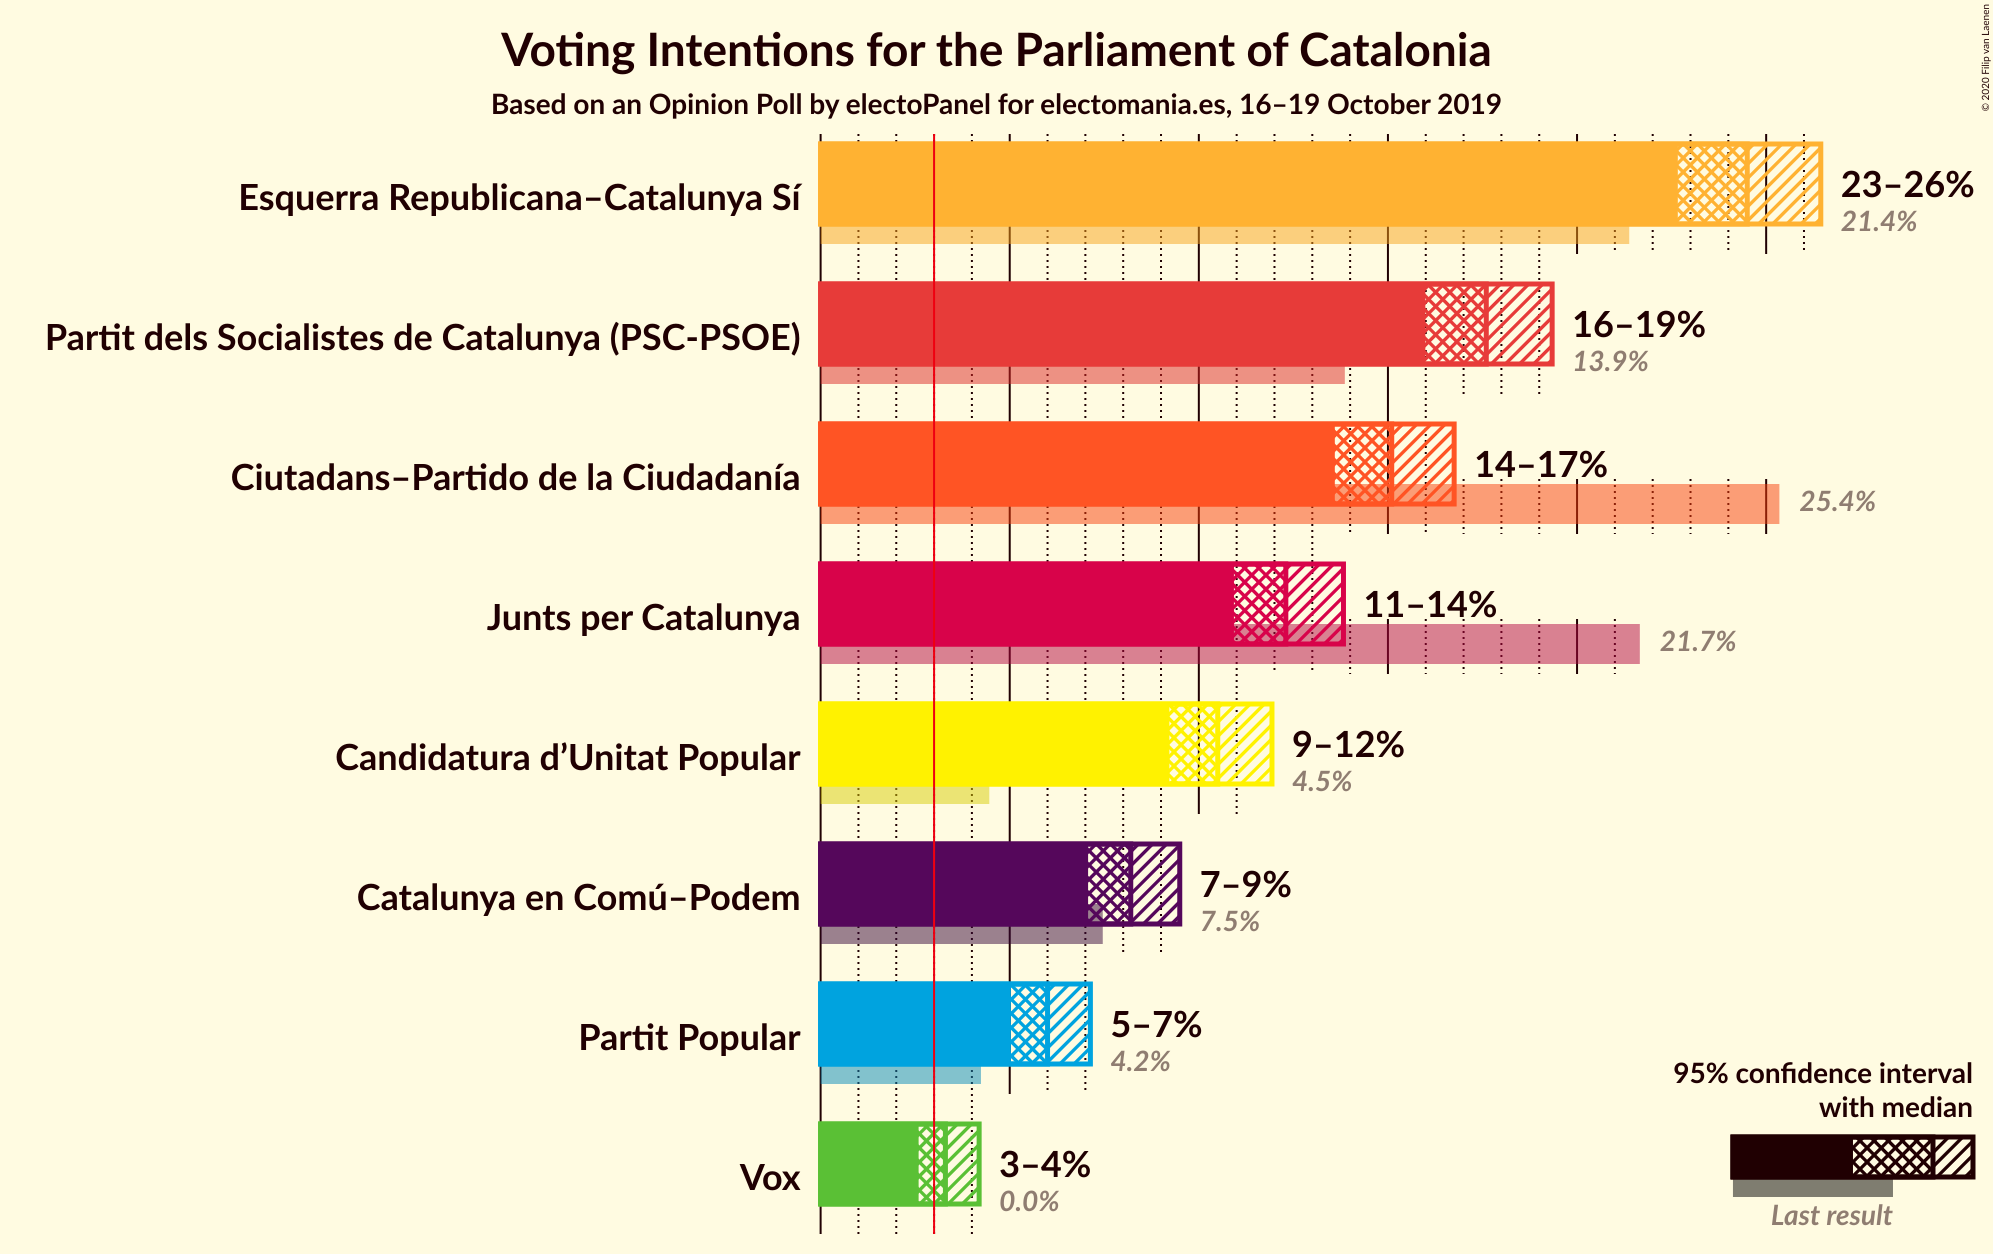 Voting Intentions for the Parliament of Catalonia
Based on an Opinion Poll by electoPanel for electomania.es, 16–19 October 2019
© 2020 Filip van Laenen
Esquerra Republicana–Catalunya Sí
23–26%
21.4%
Partit dels Socialistes de Catalunya (PSC-PSOE)
16–19%
13.9%
Ciutadans–Partido de la Ciudadanía
14–17%
25.4%
Junts per Catalunya
11–14%
21.7%
Candidatura d’Unitat Popular
9–12%
4.5%
Catalunya en Comú–Podem
7–9%
7.5%
Partit Popular
5–7%
4.2%
Vox
3–4%
0.0%
95% confidence interval
with median
Last result